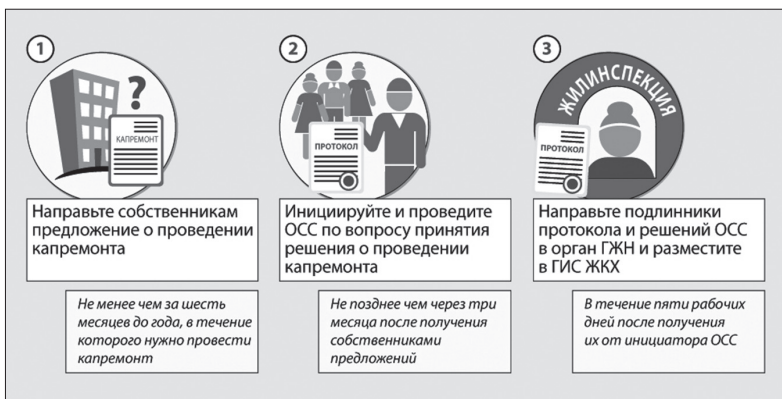 1
КАПРЕМОНТ
Направьте собственникам
предложение о проведении
капремонта
Не менее чем за шесть
месяцев до года, в течение
которого нужно провести
капремонт
2
ПРОТОКОЛ
Инициируйте и проведите
ОСС по вопросу принятия
решения о проведении
капремонта
Не позднее чем через три
месяца после получения
собственниками
предложений
3
ЖИЛИНСПЕКЦИЯ
ПРОТОКОЛ
Направьте подлинники
протокола и решений ОСС
в орган ГЖН и разместите
в ГИС ЖКХ
В течение пяти рабочих
дней после получения
их от инициатора ОСС